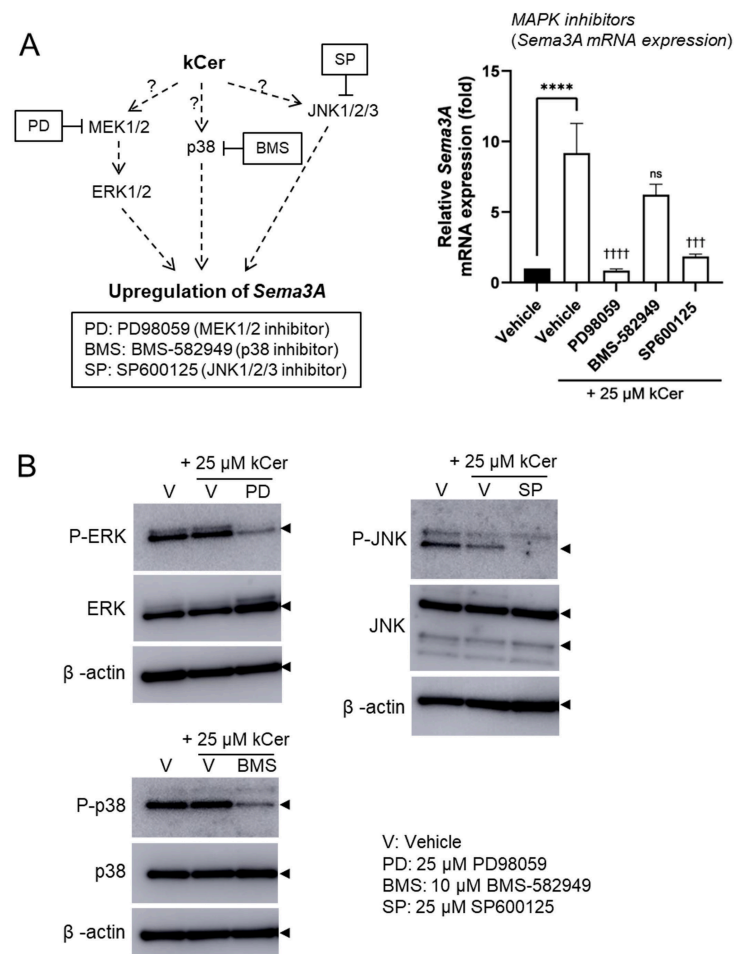 A
kCer
SP
?
?
?
PD
MEK1/2
JNK1/2/3
p38
BMS
ERK1/2
Upregulation of Sema3A
PD: PD98059 (MEK1/2 inhibitor)
BMS: BMS-582949 (p38 inhibitor)
SP: SP600125 (JNK1/2/3 inhibitor)
MAPK inhibitors
(Sema3A mRNA expression)
Relative Sema3A
mRNA expression (fold)
15
10
5
0
****
††††
ns
†††
Vehicle
Vehicle
PD98059
BMS-582949
SP600125
+ 25 µM kCer
B
+ 25 µM kCer
V V PD
P-ERK
ERK
β -actin
+ 25 µM kCer
V V SP
P-JNK
JNK
β -actin
+ 25 µM kCer
V V BMS
P-p38
p38
β -actin
V: Vehicle
PD: 25 µM PD98059
BMS: 10 µM BMS-582949
SP: 25 µM SP600125